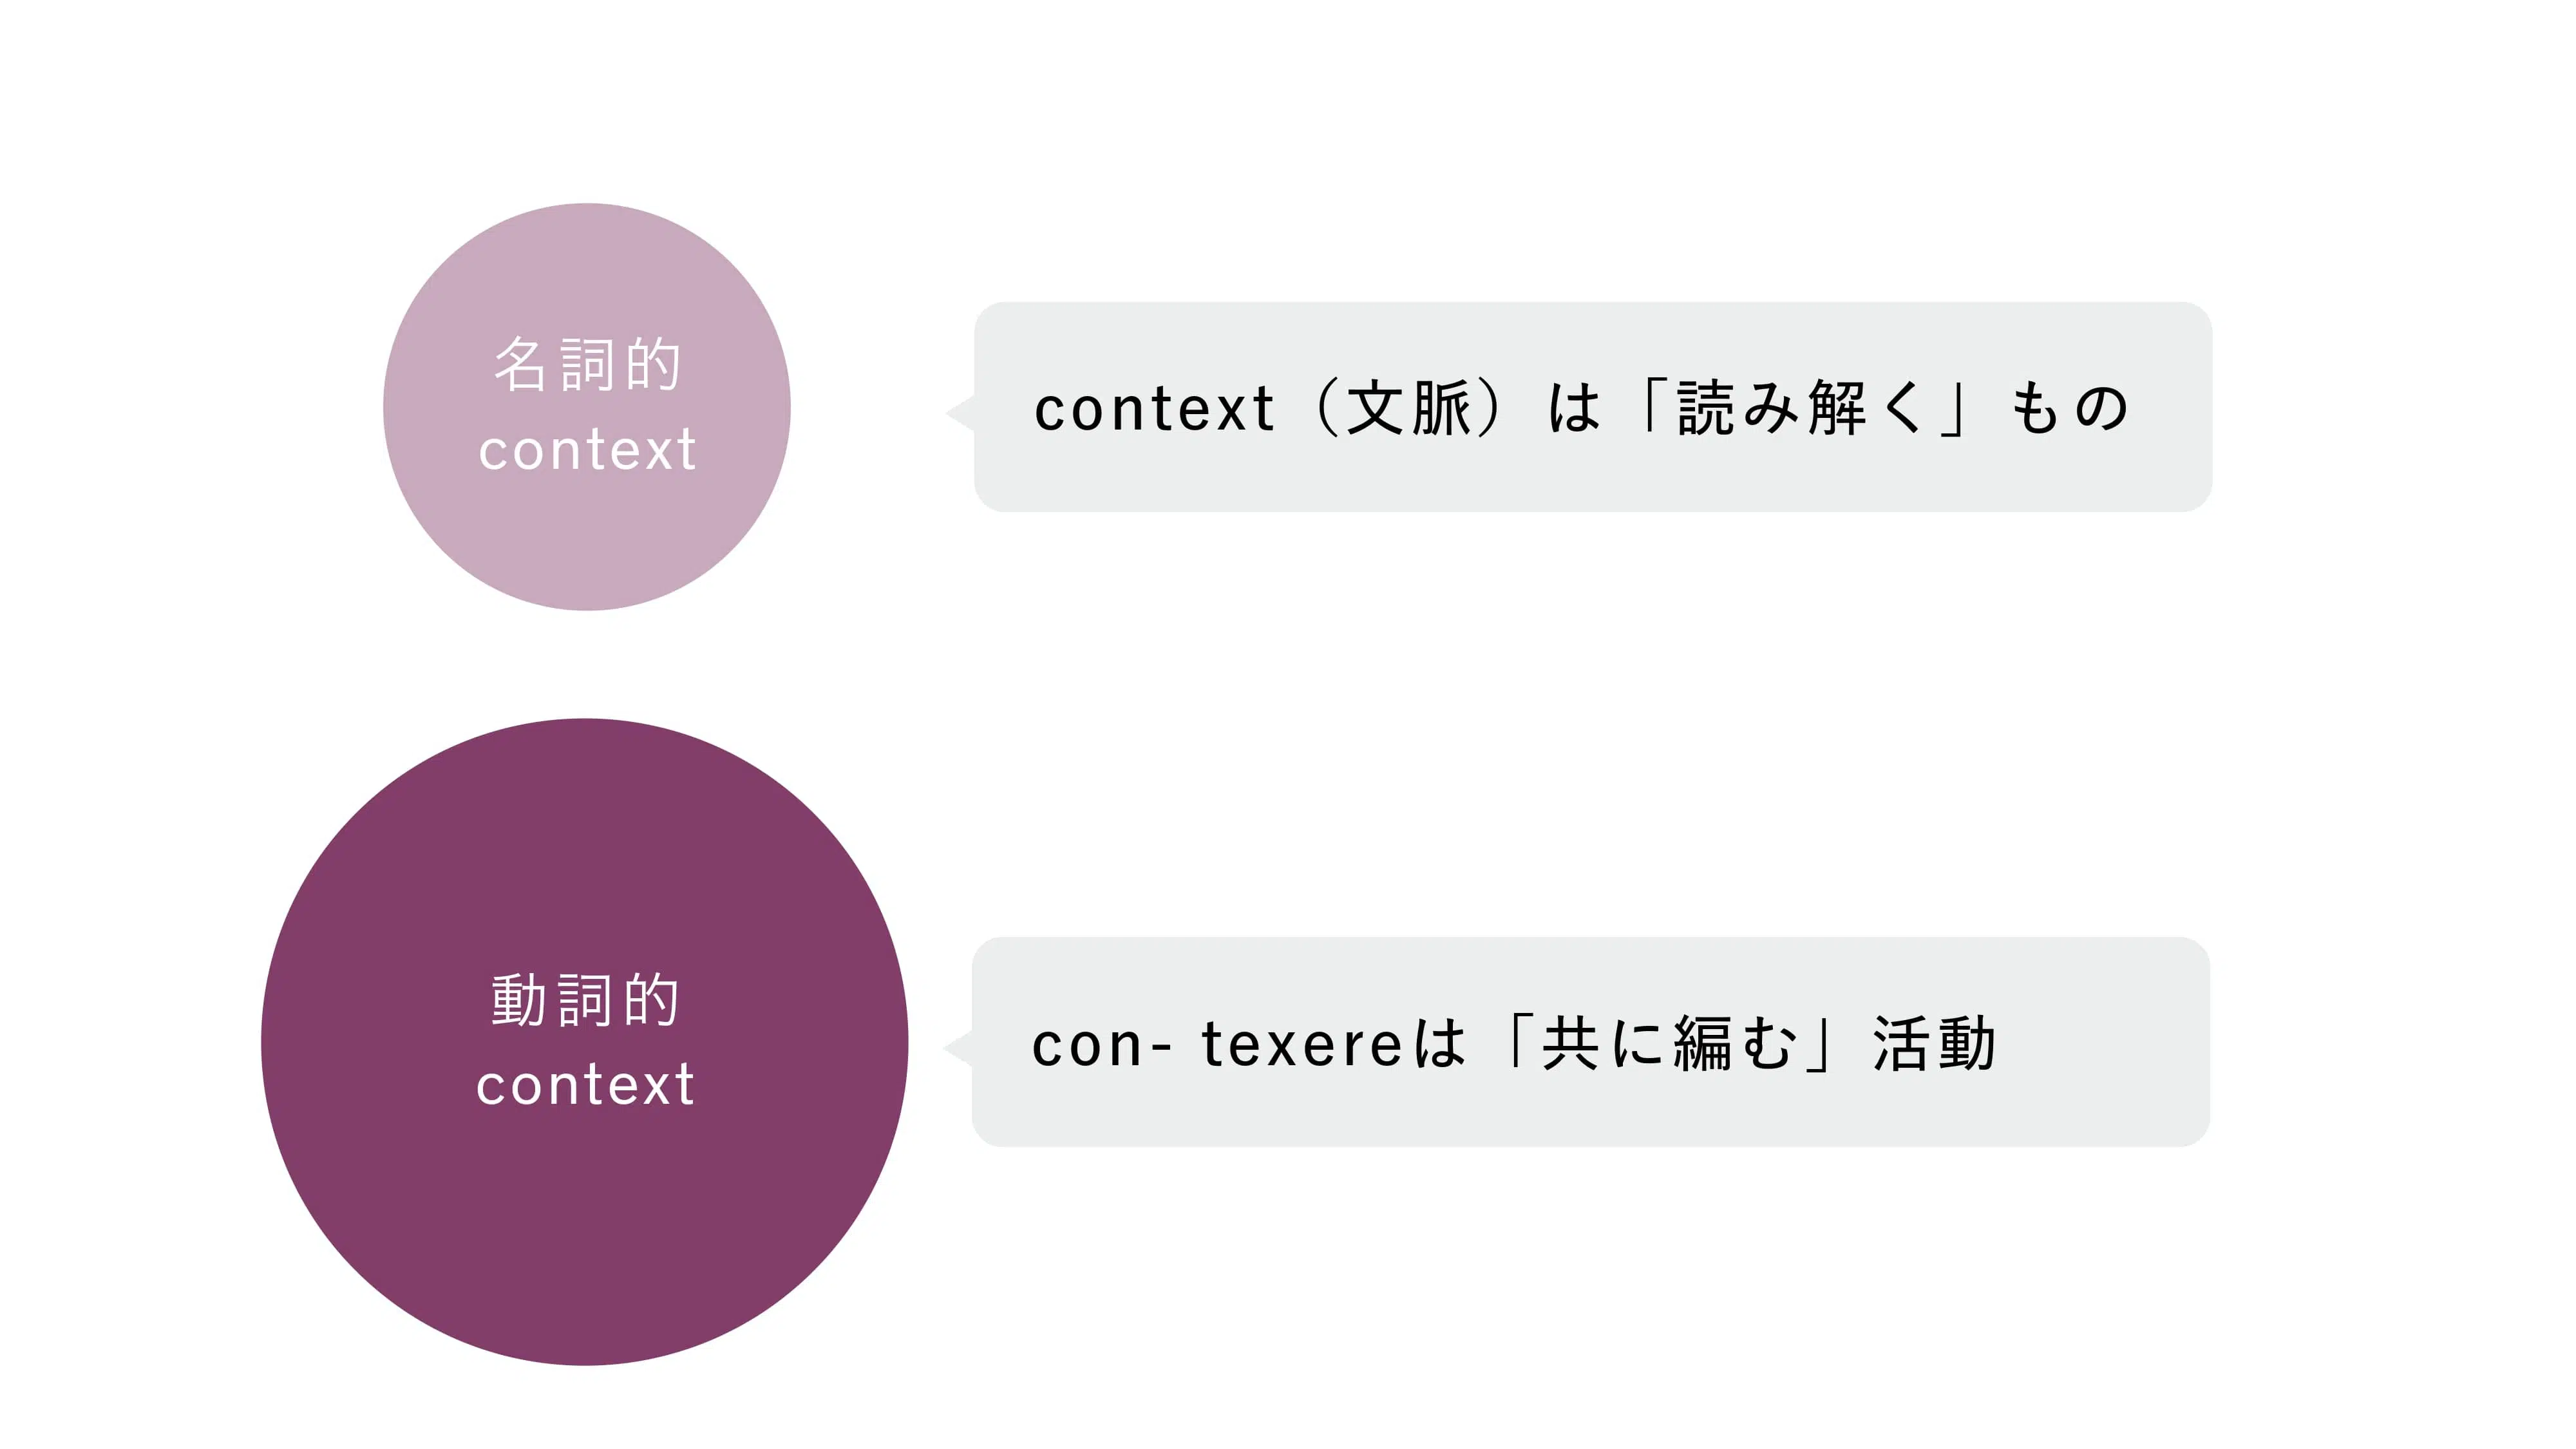 名詞的
context
context（文脈）は「読み解く」もの
動詞的
context
con- texereは「共に編む」活動